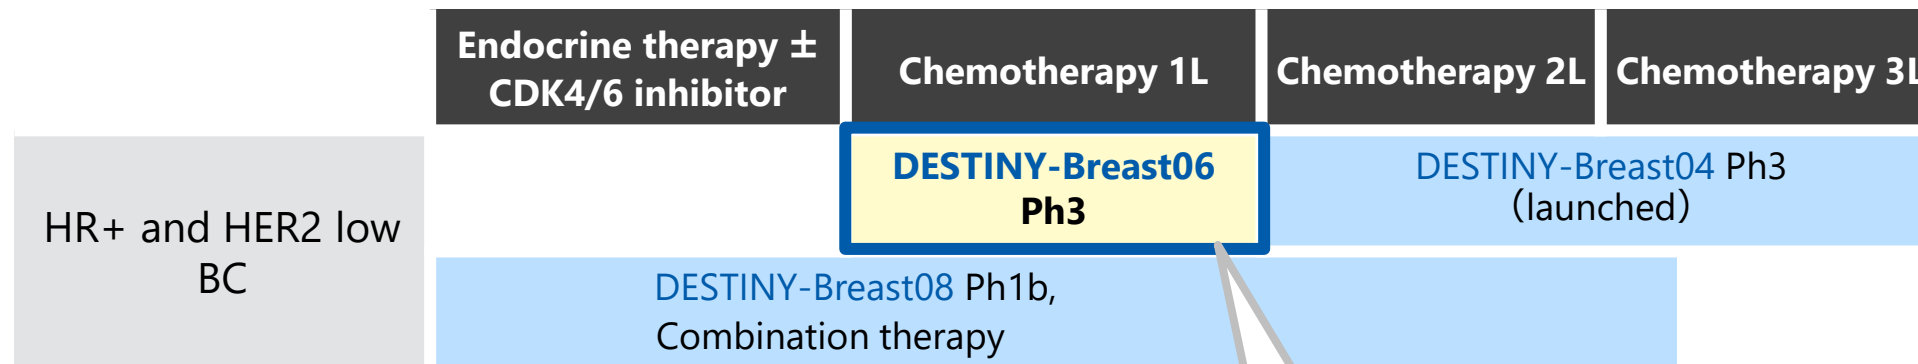 Endocrine therapy ±
CDK4/6 inhibitor
Chemotherapy 1L
Chemotherapy 2L
Chemotherapy 3L
HR+ and HER2 low
BC
DESTINY-Breast06
Ph3
DESTINY-Breast04 Ph3
（launched）
DESTINY-Breast08 Ph1b,
Combination therapy